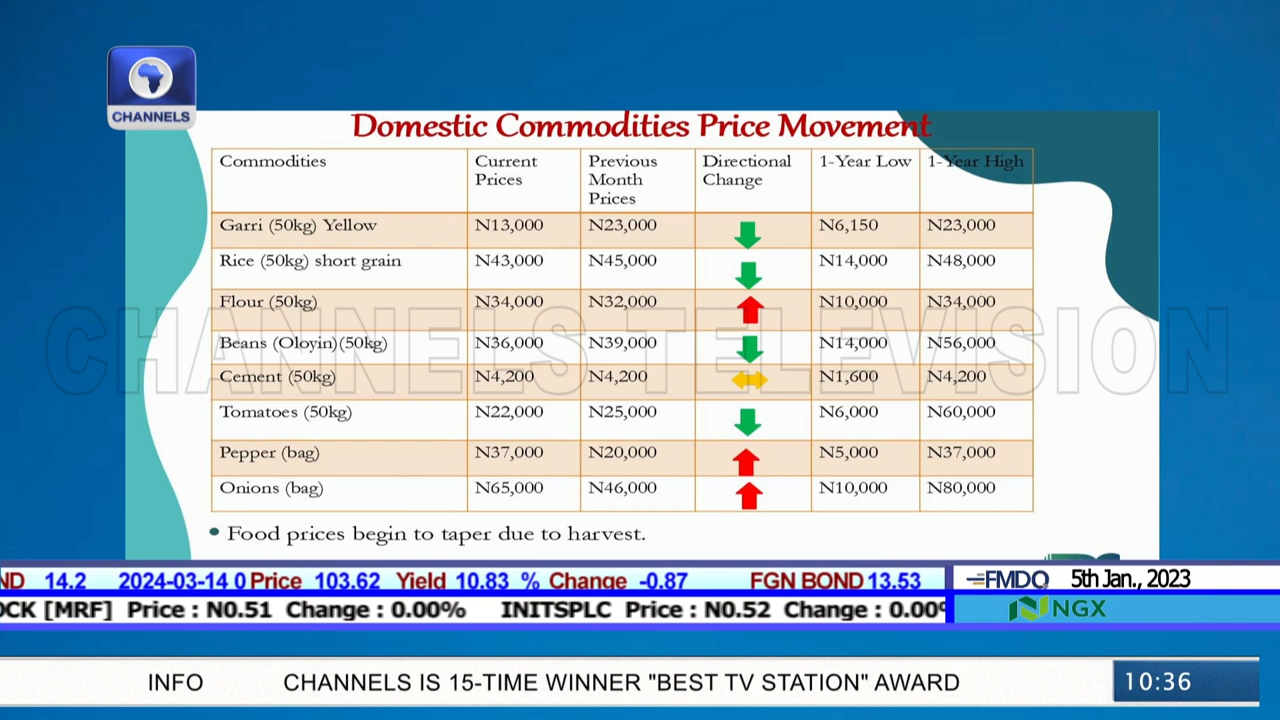 CHANNELS
Domestic Commodities Price Movement
Commodities Current Prices Previous Month Prices Directional Change 1-Year Low 1-Year High
Garri (50kg) Yellow N13,000 N23,000 N6,150 N23,000
Rice (50kg) short grain N43,000 N45,000 N14,000 N48,000
Flour (50kg) N34,000 N32,000 N10,000 N34,000
CHANNELS TELEVISION
Beans (Oloyin)(50kg) N36,000 N39,000 N14,000 N56,000
Cement (50kg) N4,200 N4,200 N1,600 N4,200
Tomatoes (50kg) N22,000 N25,000 N6,000 N60,000
Pepper (bag) N37,000 N20,000 N5,000 N37,000
Onions (bag) N65,000 N46,000 N10,000 N80,000
• Food prices begin to taper due to harvest.
ND 14.2 2024-03-14 0 Price 103.62 Yield 10.83 % Change -0.87 FGN BOND 13.53 FMDQ 5th Jan., 2023
OCK [MRF] Price : N0.51 Change : 0.00% INITSPLC Price : N0.52 Change : 0.00% NGX
INFO CHANNELS IS 15-TIME WINNER "BEST TV STATION" AWARD 10:36